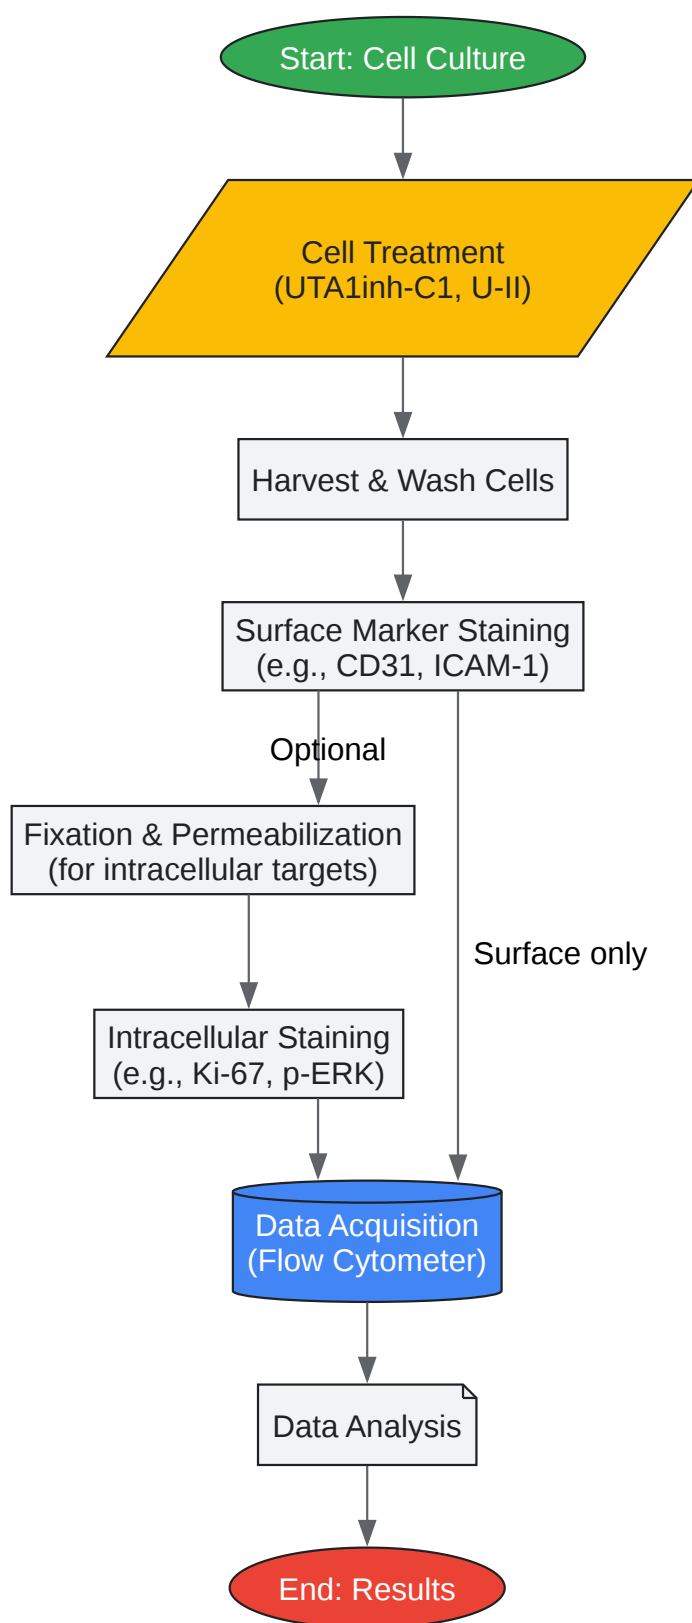 Start: Cell Culture
Cell Treatment
(UTA1inh-C1, U-II)
Harvest & Wash Cells
Surface Marker Staining
(e.g., CD31, ICAM-1)
Optional
Fixation & Permeabilization
(for intracellular targets)
Surface only
Intracellular Staining
(e.g., Ki-67, p-ERK)
Data Acquisition
(Flow Cytometer)
Data Analysis
End: Results